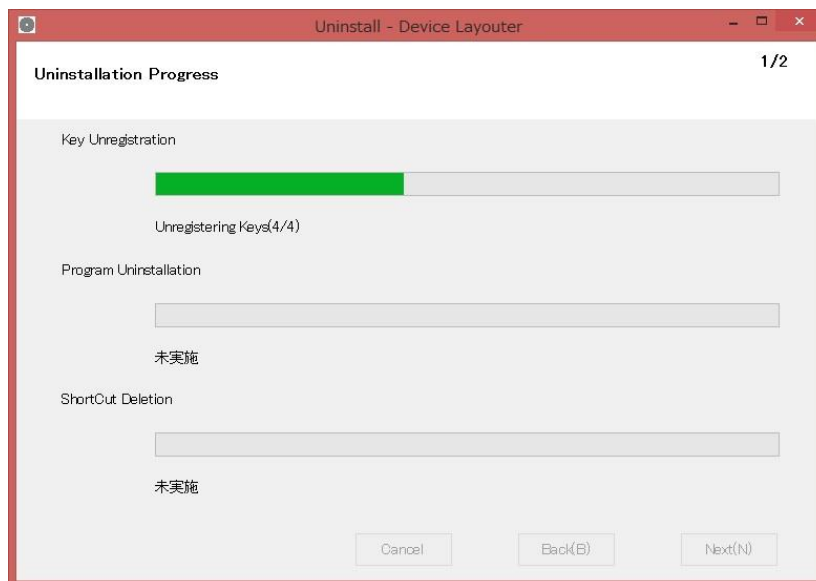 Uninstall - Device Layouter
1/2
Uninstallation Progress
Key Unregistration
Unregistering Keys(4/4)
Program Uninstallation
未実施
ShortCut Deletion
未実施
Cancel
Back(B)
Next(N)